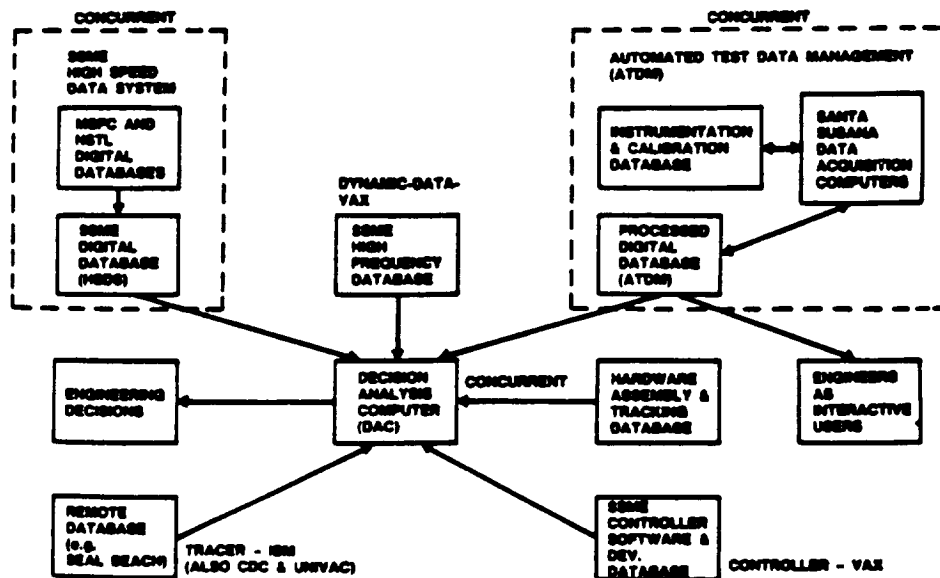 CONCURRENT
SSME
HIGH SPEED
DATA SYSTEM
MSFC AND
NSTL
DIGITAL
DATABASES
SSME
DIGITAL
DATABASE
(HSDS)
DYNAMIC-DATA-
VAX
SSME
HIGH
FREQUENCY
DATABASE
CONCURRENT
AUTOMATED TEST DATA MANAGEMENT
(ATDM)
INSTRUMENTATION
& CALIBRATION
DATABASE
SANTA
SUSANA
DATA
ACQUISITION
COMPUTERS
PROCESSED
DIGITAL
DATABASE
(ATDM)
ENGINEERING
DECISIONS
DECISION
ANALYSIS
COMPUTER
(DAC)
CONCURRENT
HARDWARE
ASSEMBLY &
TRACKING
DATABASE
ENGINEERS
AS
INTERACTIVE
USERS
REMOTE
DATABASE
(e.g.
SEAL BEACH)
TRACER - IBM
(ALSO CDC & UNIVAC)
SSME
CONTROLLER
SOFTWARE &
DEV.
DATABASE
CONTROLLER - VAX